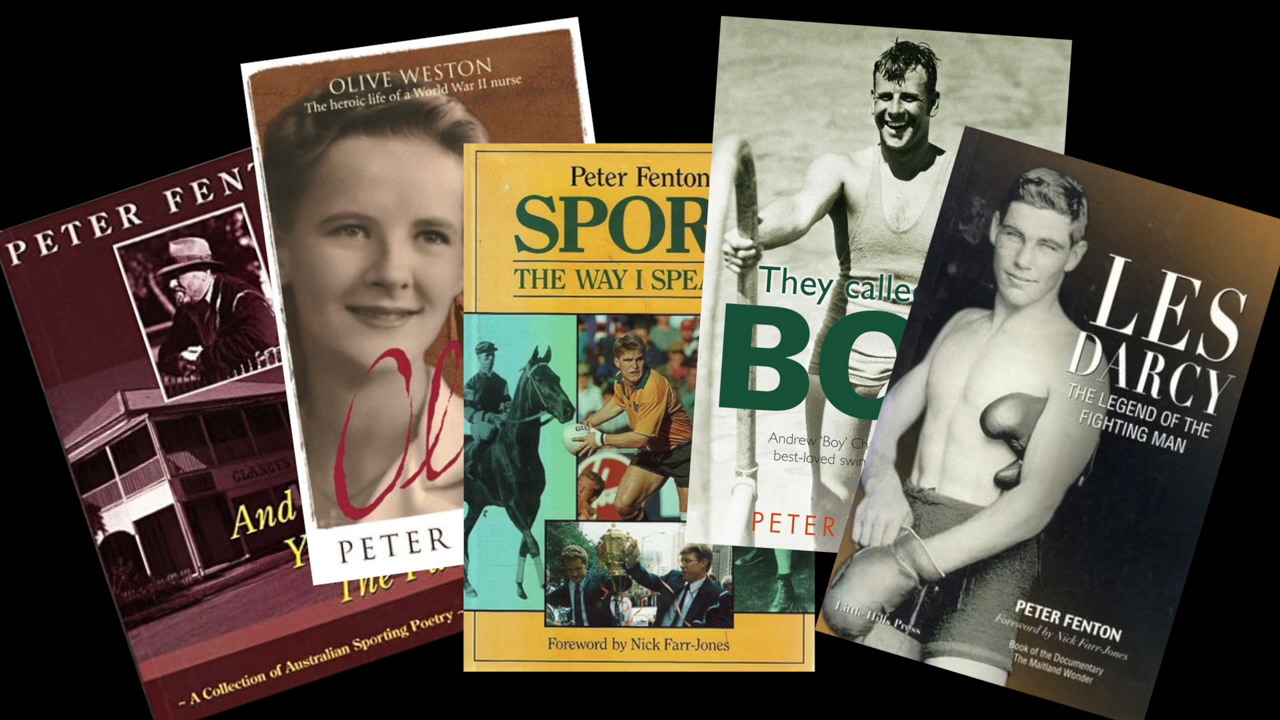 PETER FENT
CLANCY'S
And
Y
The
~ A Collection of Australian Sporting Poetry ~
OLIVE WESTON
The heroic life of a World War II nurse
Ol
PETER
Peter Fenton
SPOR
THE WAY I SPEA
Foreword by Nick Farr-Jones
They calle
BO
Andrew 'Boy' Ch
best-loved swim
PETER
LES
DARCY
THE LEGEND OF THE
FIGHTING MAN
Little Hills Press
PETER FENTON
Foreword by Nick Farr-Jones
Book of the Documentary
The Maitland Wonder